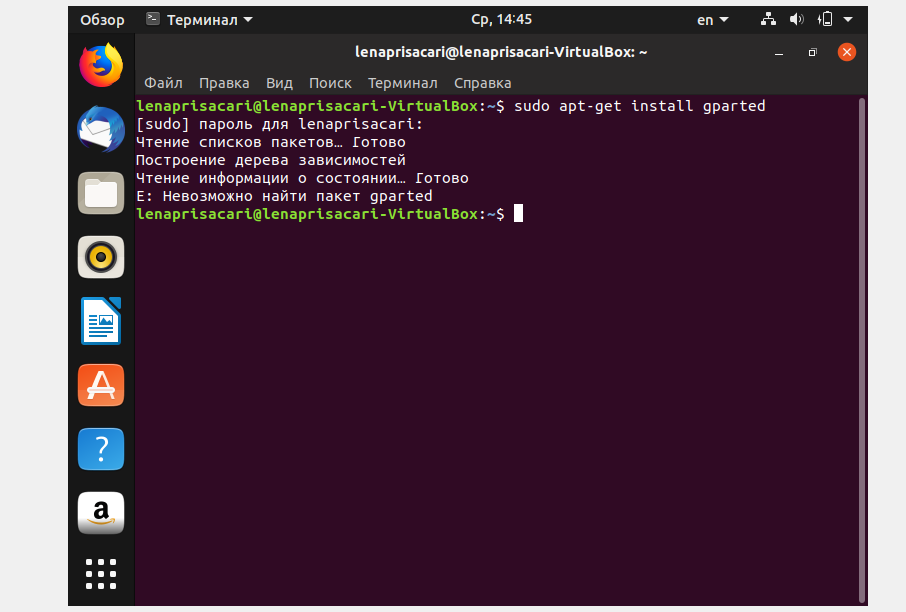 Обзор Терминал Ср, 14:45 en
lenaprisacari@lenaprisacari-VirtualBox: ~
Файл Правка Вид Поиск Терминал Справка
lenaprisacari@lenaprisacari-VirtualBox:~$ sudo apt-get install gparted
[sudo] пароль для lenaprisacari:
Чтение списков пакетов… Готово
Построение дерева зависимостей
Чтение информации о состоянии… Готово
E: Невозможно найти пакет gparted
lenaprisacari@lenaprisacari-VirtualBox:~$